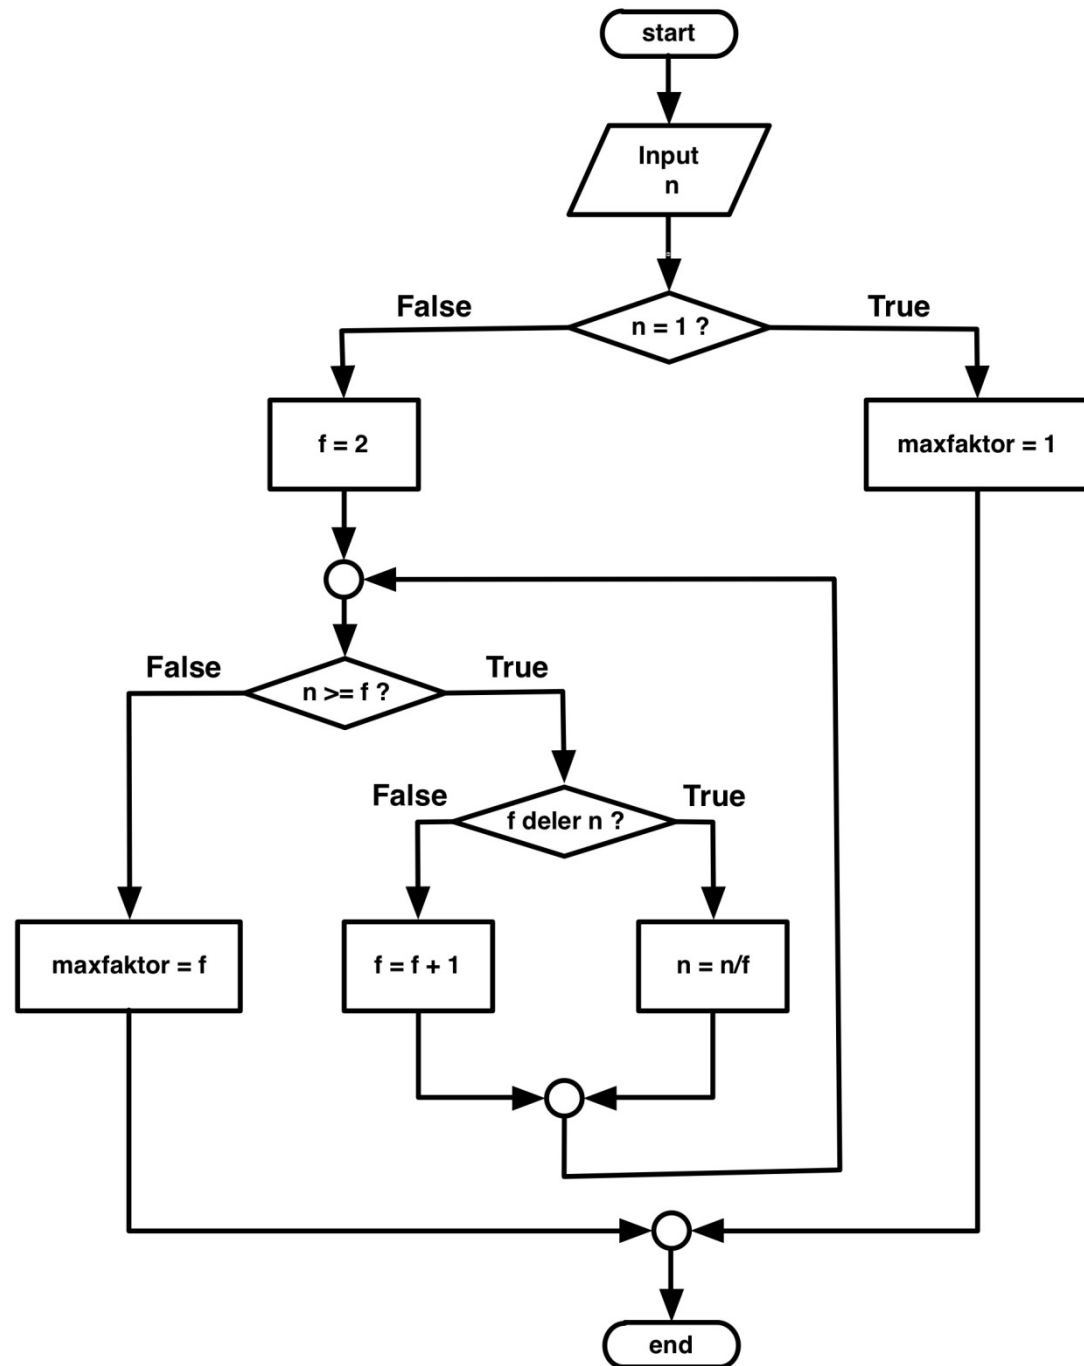 start
Input
n
False
True
n = 1 ?
f = 2
maxfaktor = 1
False
True
n >= f ?
False
True
f deler n ?
maxfaktor = f
f = f + 1
n = n/f
end